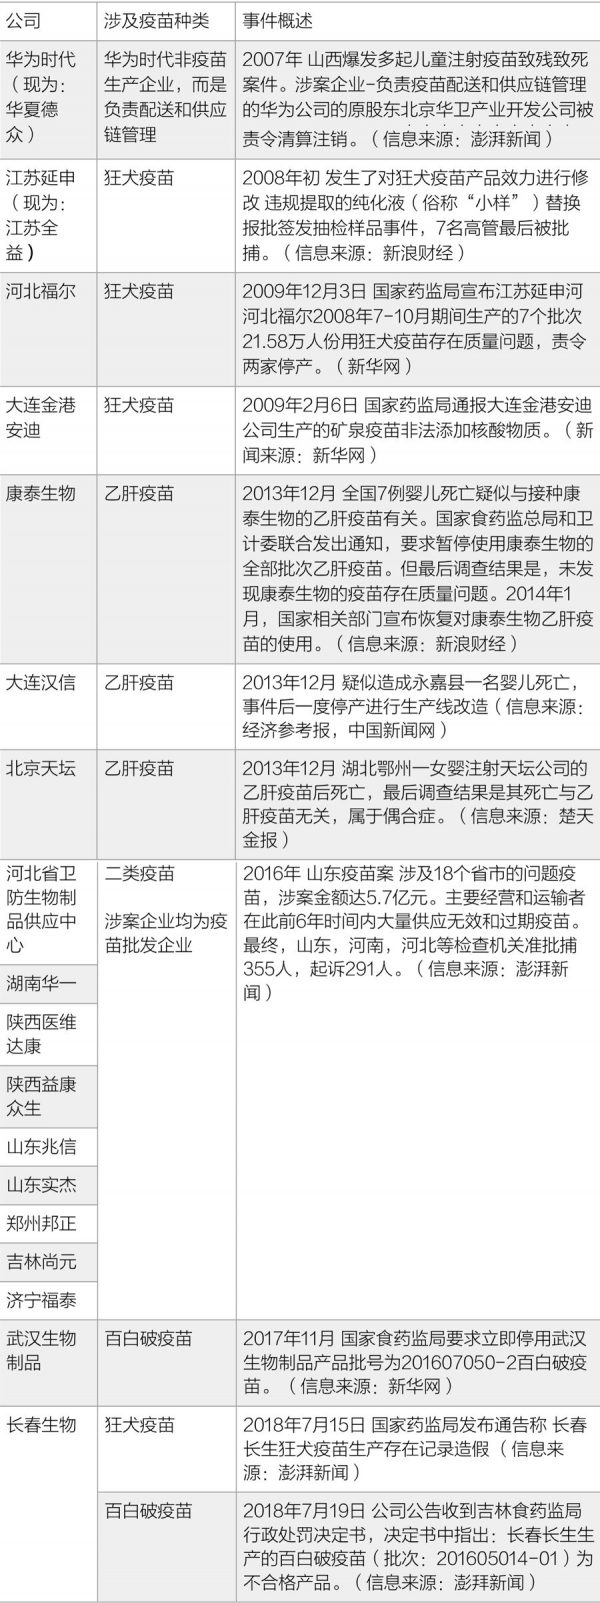 公司 涉及疫苗种类 事件概述
华为时代
（现为：
华夏德
众）
华为时代非疫苗
生产企业，而是
负责配送和供应
链管理
2007年 山西爆发多起儿童注射疫苗致残致死
案件。涉案企业-负责疫苗配送和供应链管理
的华为公司的原股东北京华卫产业开发公司被
责令清算注销。（信息来源：澎湃新闻）
江苏延申
（现为：
江苏全
益）
狂犬疫苗
2008年初 发生了对狂犬疫苗产品效力进行修
改 违规提取的纯化液（俗称“小样”）替换
报批签发抽检样品事件，7名高管最后被批
捕。（信息来源：新浪财经）
河北福尔
狂犬疫苗
2009年12月3日 国家药监局宣布江苏延申河
河北福尔2008年7-10月期间生产的7个批次
21.58万人份用狂犬疫苗存在质量问题，责令
两家停产。（新华网）
大连金港
安迪
狂犬疫苗
2009年2月6日 国家药监局通报大连金港安迪
公司生产的矿泉疫苗非法添加核酸物质。（新
闻来源：新华网）
康泰生物
乙肝疫苗
2013年12月 全国7例婴儿死亡疑似与接种康
泰生物的乙肝疫苗有关。国家食药监总局和卫
计委联合发出通知，要求暂停使用康泰生物的
全部批次乙肝疫苗。但最后调查结果是，未发
现康泰生物的疫苗存在质量问题。2014年1
月，国家相关部门宣布恢复对康泰生物乙肝疫
苗的使用。（信息来源：新浪财经）
大连汉信
乙肝疫苗
2013年12月 疑似造成永嘉县一名婴儿死亡，
事件后一度停产进行生产线改造（信息来源：
经济参考报，中国新闻网）
北京天坛
乙肝疫苗
2013年12月 湖北鄂州一女婴注射天坛公司的
乙肝疫苗后死亡，最后调查结果是其死亡与乙
肝疫苗无关，属于偶合症。（信息来源：楚天
金报）
河北省卫
防生物制
品供应中
心
湖南华一
陕西医维
达康
陕西益康
众生
山东兆信
山东实杰
郑州邦正
吉林尚元
济宁福泰
二类疫苗
涉案企业均为疫
苗批发企业
2016年 山东疫苗案 涉及18个省市的问题疫
苗，涉案金额达5.7亿元。主要经营和运输者
在此前6年时间内大量供应无效和过期疫苗。
最终，山东，河南，河北等检查机关准批捕
355人，起诉291人。（信息来源：澎湃新
闻）
武汉生物
制品
百白破疫苗
2017年11月 国家食药监局要求立即停用武汉
生物制品产品批号为201607050-2百白破疫
苗。（信息来源：新华网）
长春生物
狂犬疫苗
2018年7月15日 国家药监局发布通告称 长春
长生狂犬疫苗生产存在记录造假（信息来
源：澎湃新闻）
百白破疫苗
2018年7月19日 公司公告收到吉林食药监局
行政处罚决定书，决定书中指出：长春长生生
产的百白破疫苗（批次：201605014-01）为
不合格产品。（信息来源：澎拜新闻）